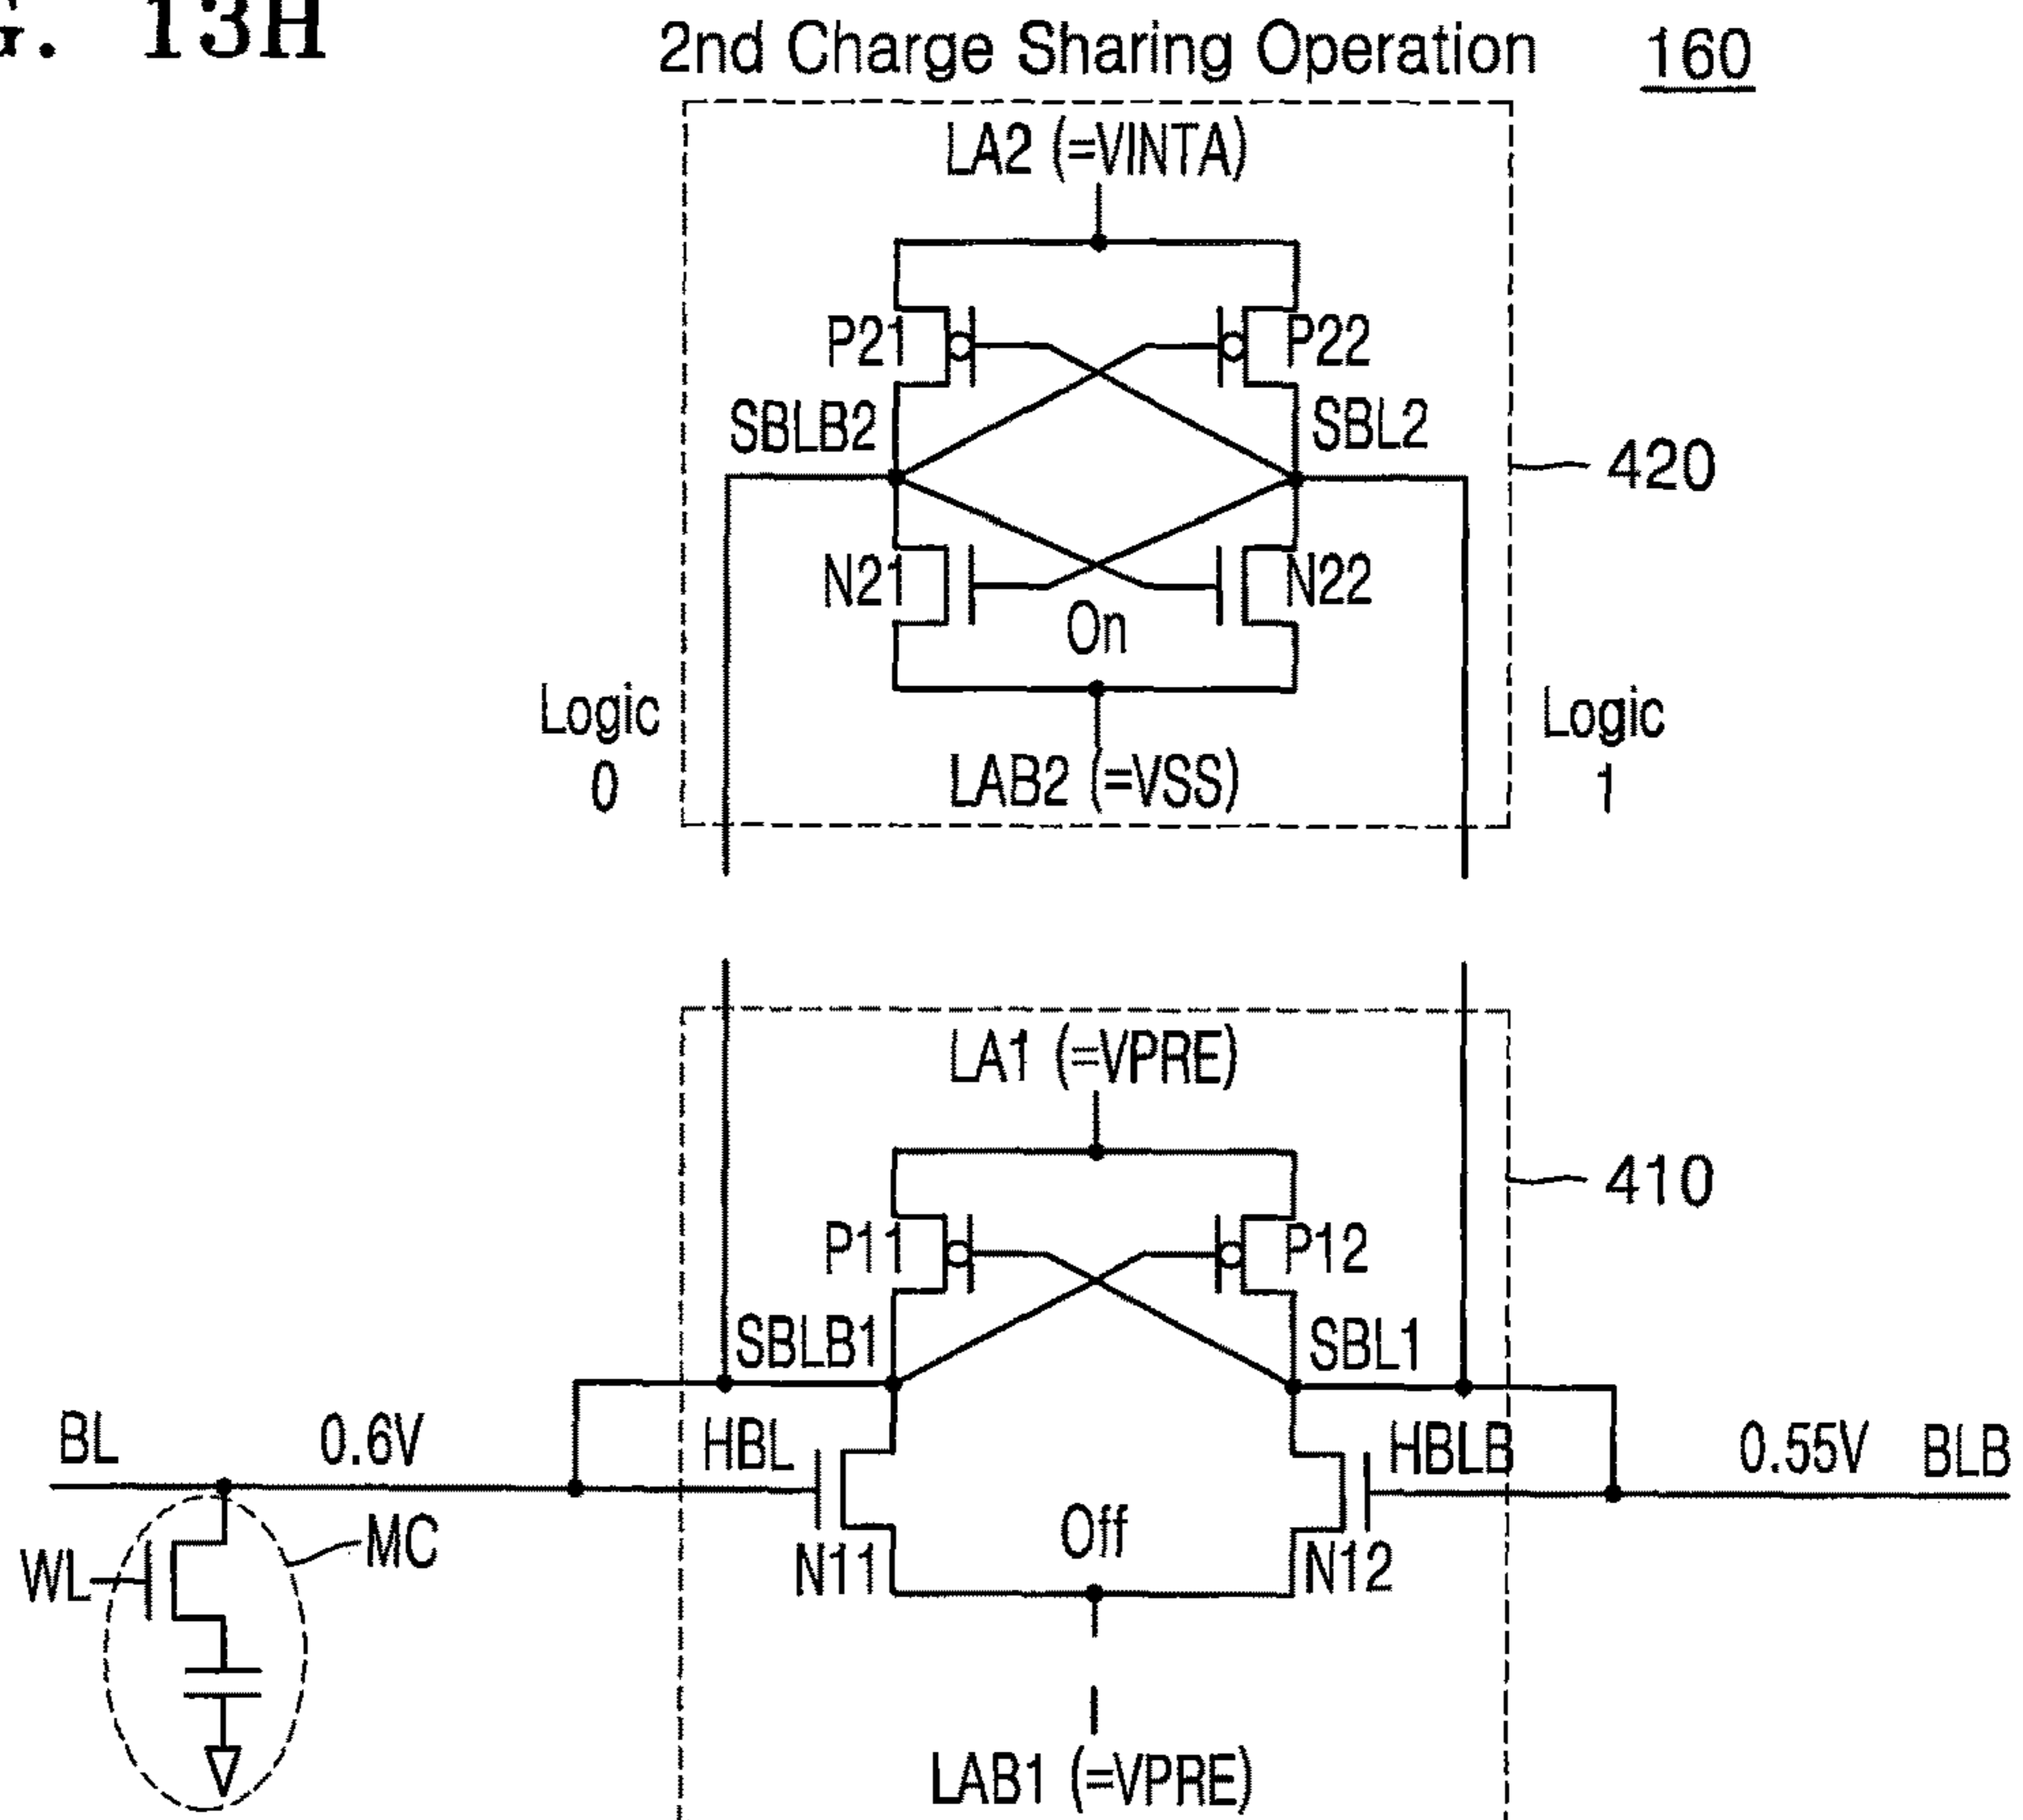 G. 13H
2nd Charge Sharing Operation
160
LA2 (=VINTA)
P21
P22
SBLB2
SBL2
420
N21
N22
On
Logic
0
Logic
1
LAB2 (=VSS)
LA1 (=VPRE)
410
P11
P12
SBLB1
SBL1
BL
0.6V
HBL
HBLB
0.55V
BLB
WL
MC
N11
Off
N12
LAB1 (=VPRE)